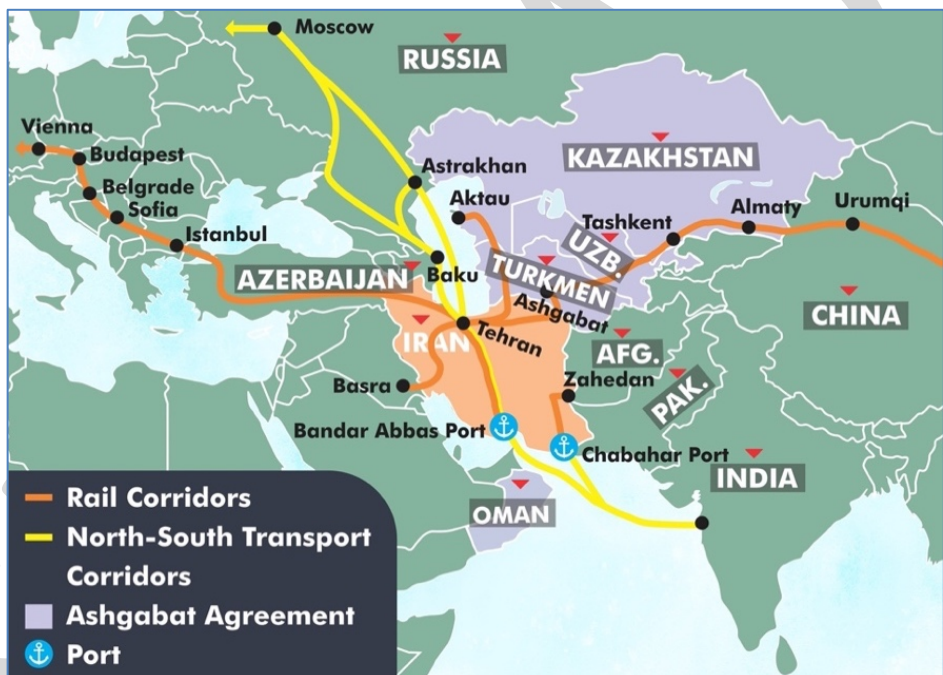 Moscow
RUSSIA
Vienna
Budapest
Belgrade
Sofia
Istanbul
Astrakhan
Aktau
KAZAKHSTAN
Tashkent
Almaty
Urumqi
UZB.
AZERBAIJAN
Baku
TURKMEN
Ashgabat
CHINA
IRAN
Tehran
AFG.
Basra
Zahedan
PAK.
Bandar Abbas Port
Chabahar Port
INDIA
OMAN
Rail Corridors
North-South Transport
Corridors
Ashgabat Agreement
Port